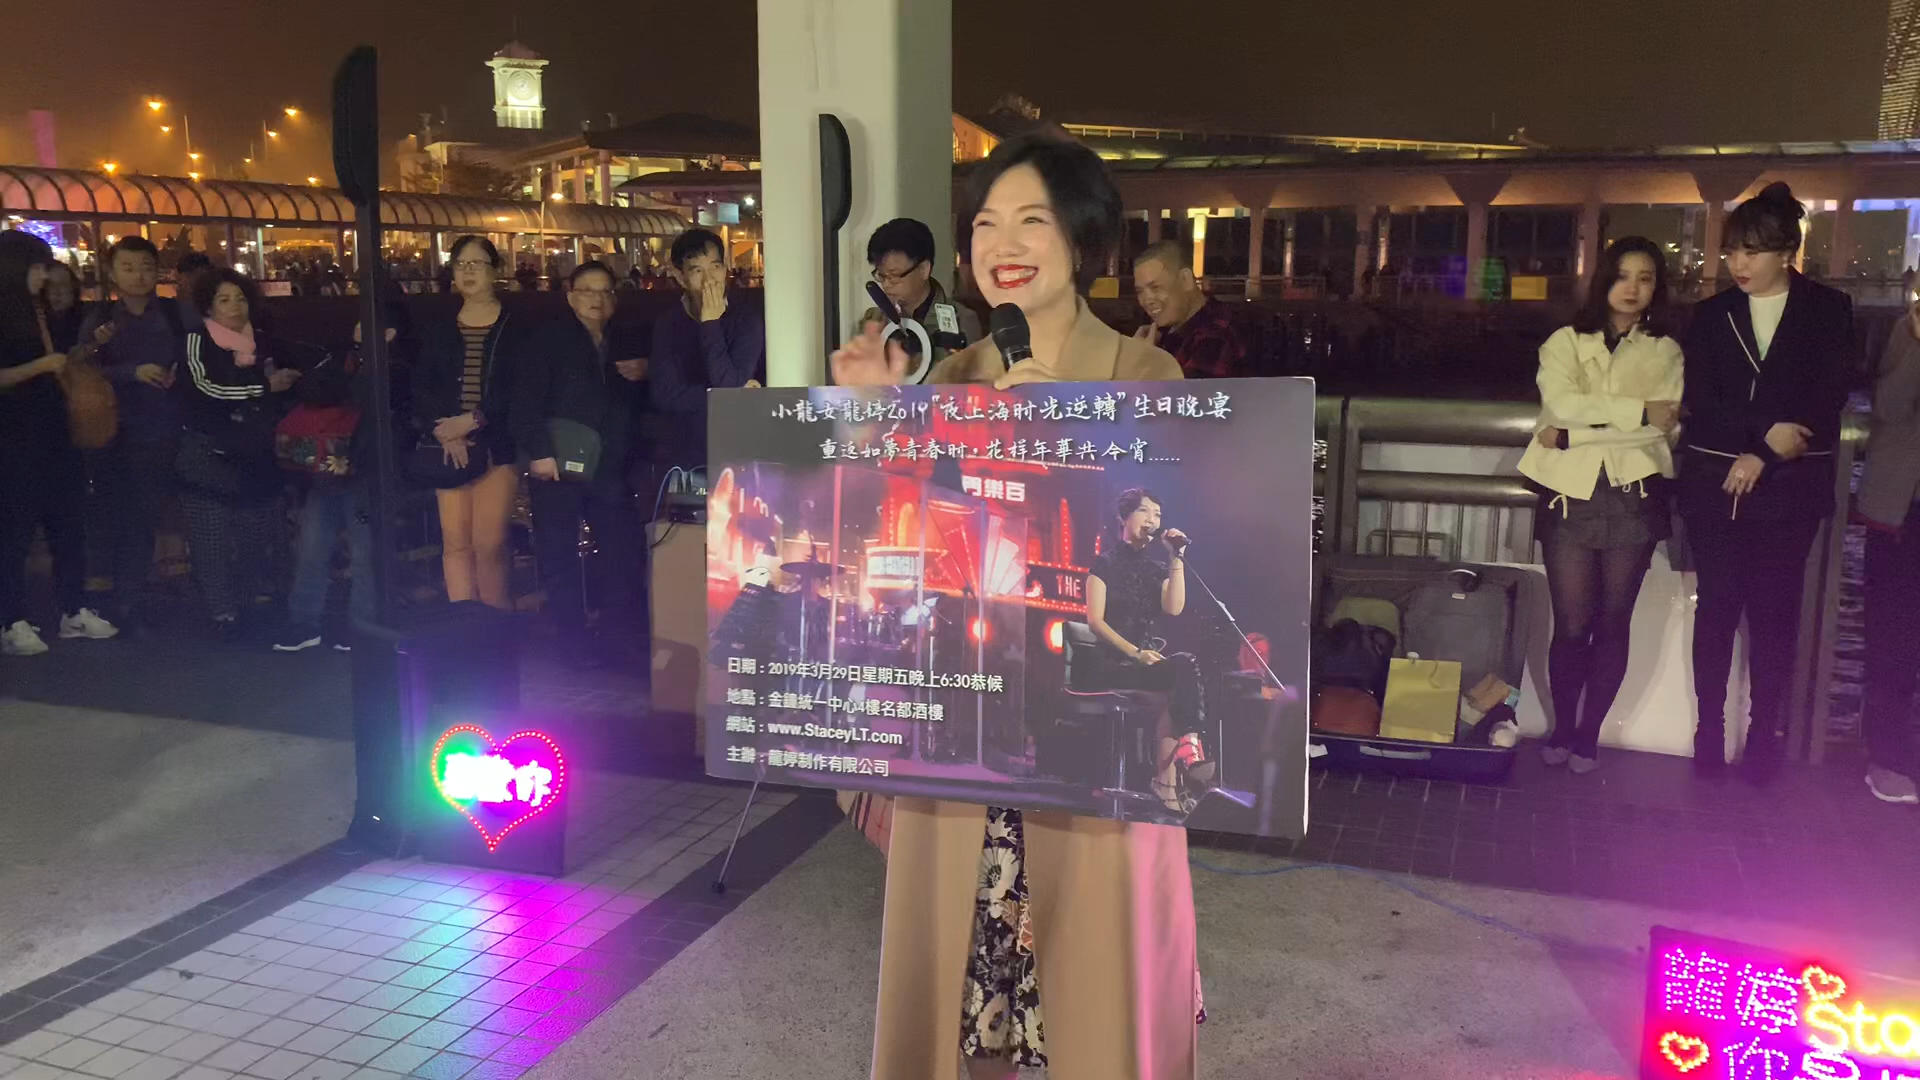 小龍女龍婷2019"夜上海时光逆轉"生日晚宴
重返如夢青春时，花样年華共今宵......
門樂百
THE
日期：2019年3月29日星期五晚上6:30恭候
地點：金鐘統一中心4樓名都酒樓
網站：www.StaceyLT.com
主辦：龍婷制作有限公司
龍婷
Sta
你